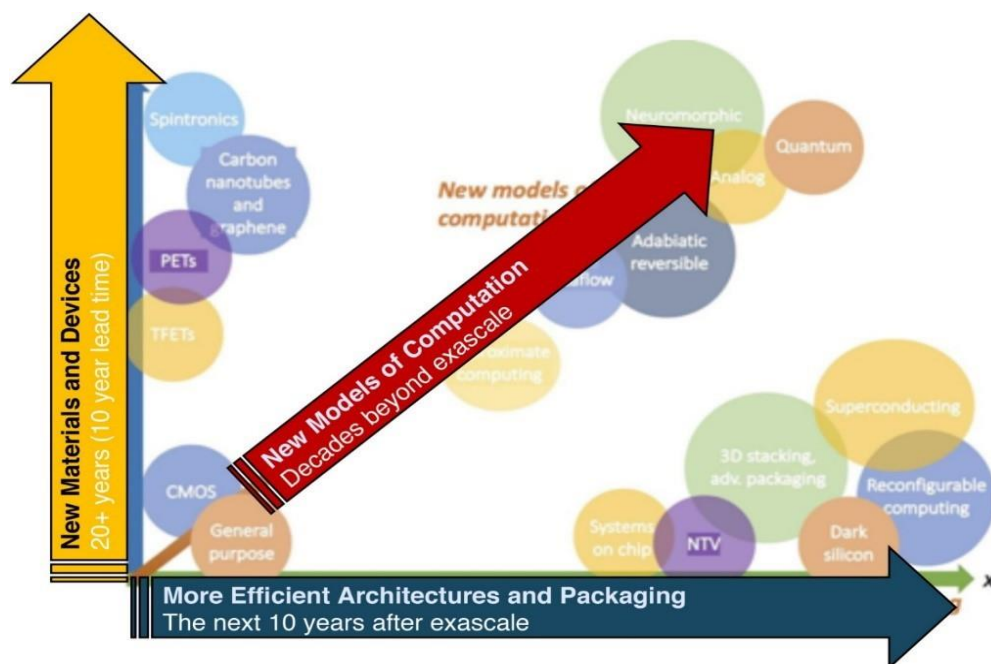 Spintronics
Carbon
nanotubes
and
graphene
PETs
TFETs
CMOS
General
purpose
New Materials and Devices
20+ years (10 year lead time)
New models
New Models of Computation
Decades beyond exascale
Neuromorphic
Analog
Quantum
Adabiatic
reversible
computing
Superconducting
3D stacking,
adv. packaging
Reconfigurable
computing
Systems
on chip
NTV
Dark
silicon
x
More Efficient Architectures and Packaging
The next 10 years after exascale